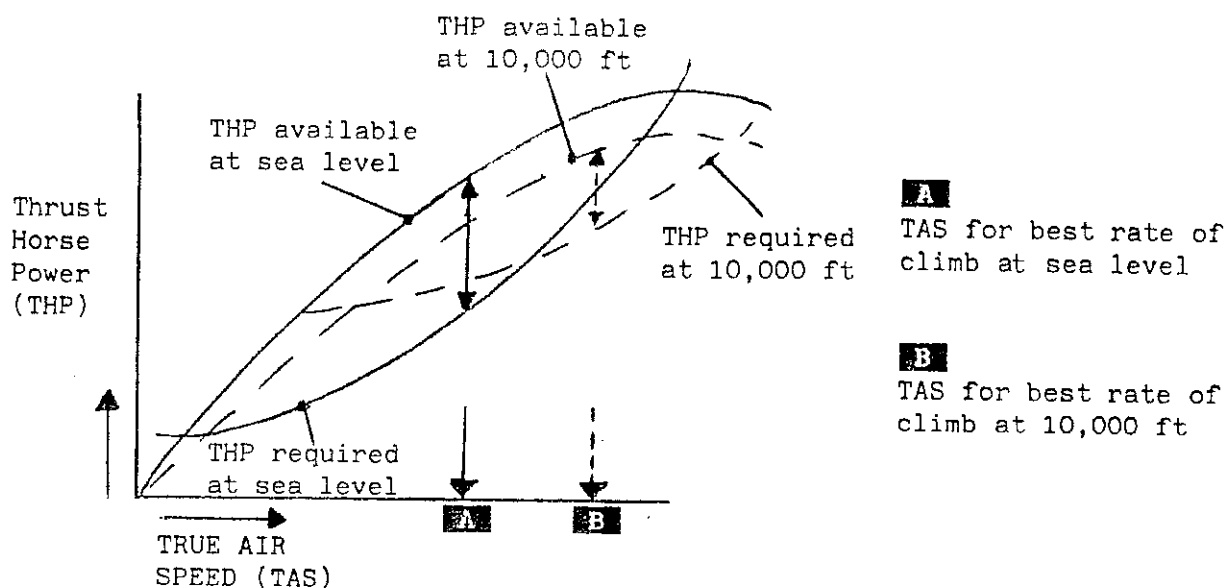 THP available
at 10,000 ft
THP available
at sea level
Thrust
Horse
Power
(THP)
THP required
at 10,000 ft
A
TAS for best rate of
climb at sea level
B
TAS for best rate of
climb at 10,000 ft
THP required
at sea level
A
B
TRUE AIR
SPEED (TAS)